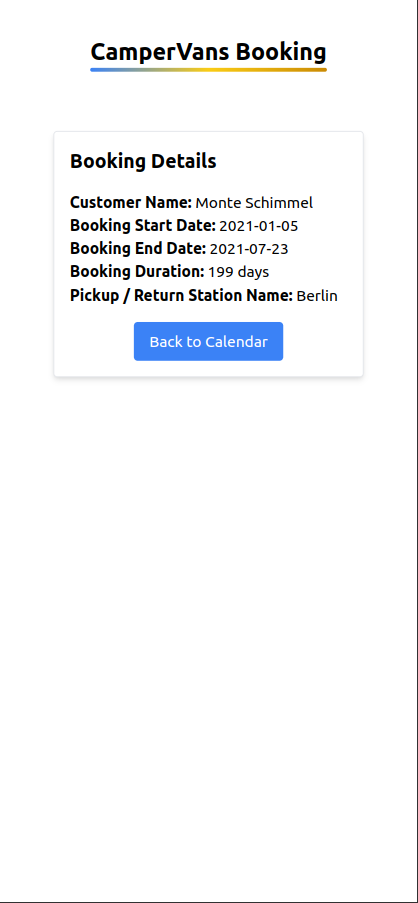 CamperVans Booking
Booking Details
Customer Name: Monte Schimmel
Booking Start Date: 2021-01-05
Booking End Date: 2021-07-23
Booking Duration: 199 days
Pickup / Return Station Name: Berlin
Back to Calendar